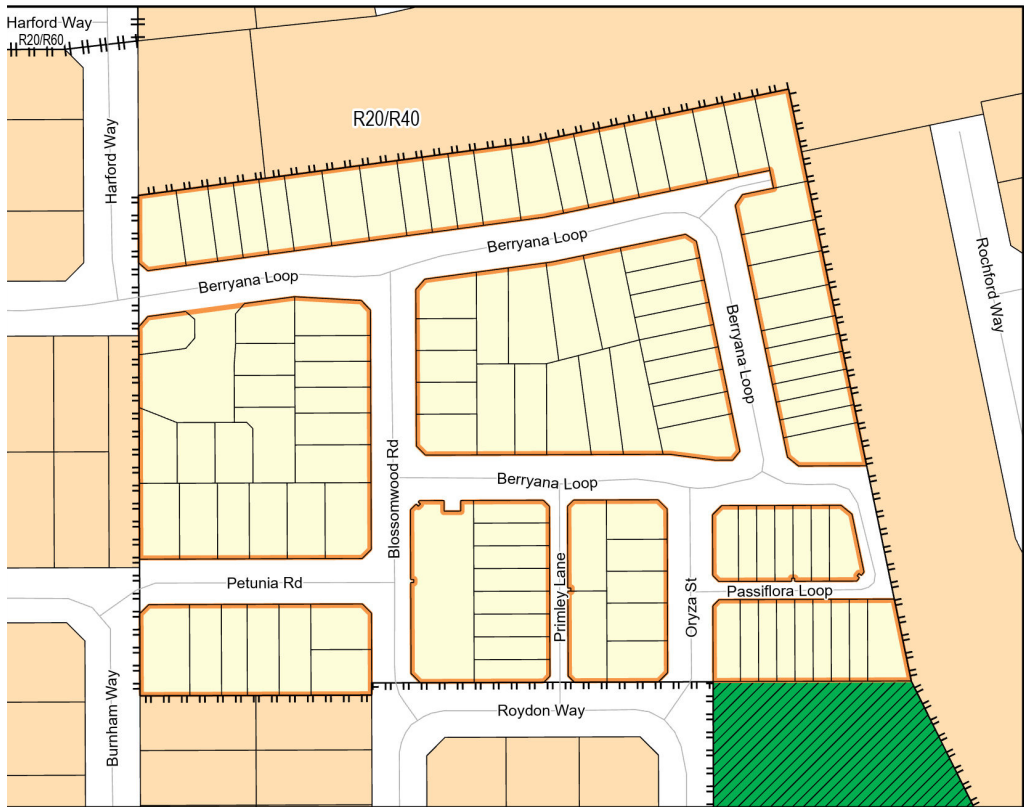 Harford Way
R20/R60
R20/R40
Harford Way
Berryana Loop
Rochford Way
Berryana Loop
Berryana Loop
Blossomwood Rd
Berryana Loop
Petunia Rd
Primley Lane
Oryza St
Passiflora Loop
Burnham Way
Roydon Way